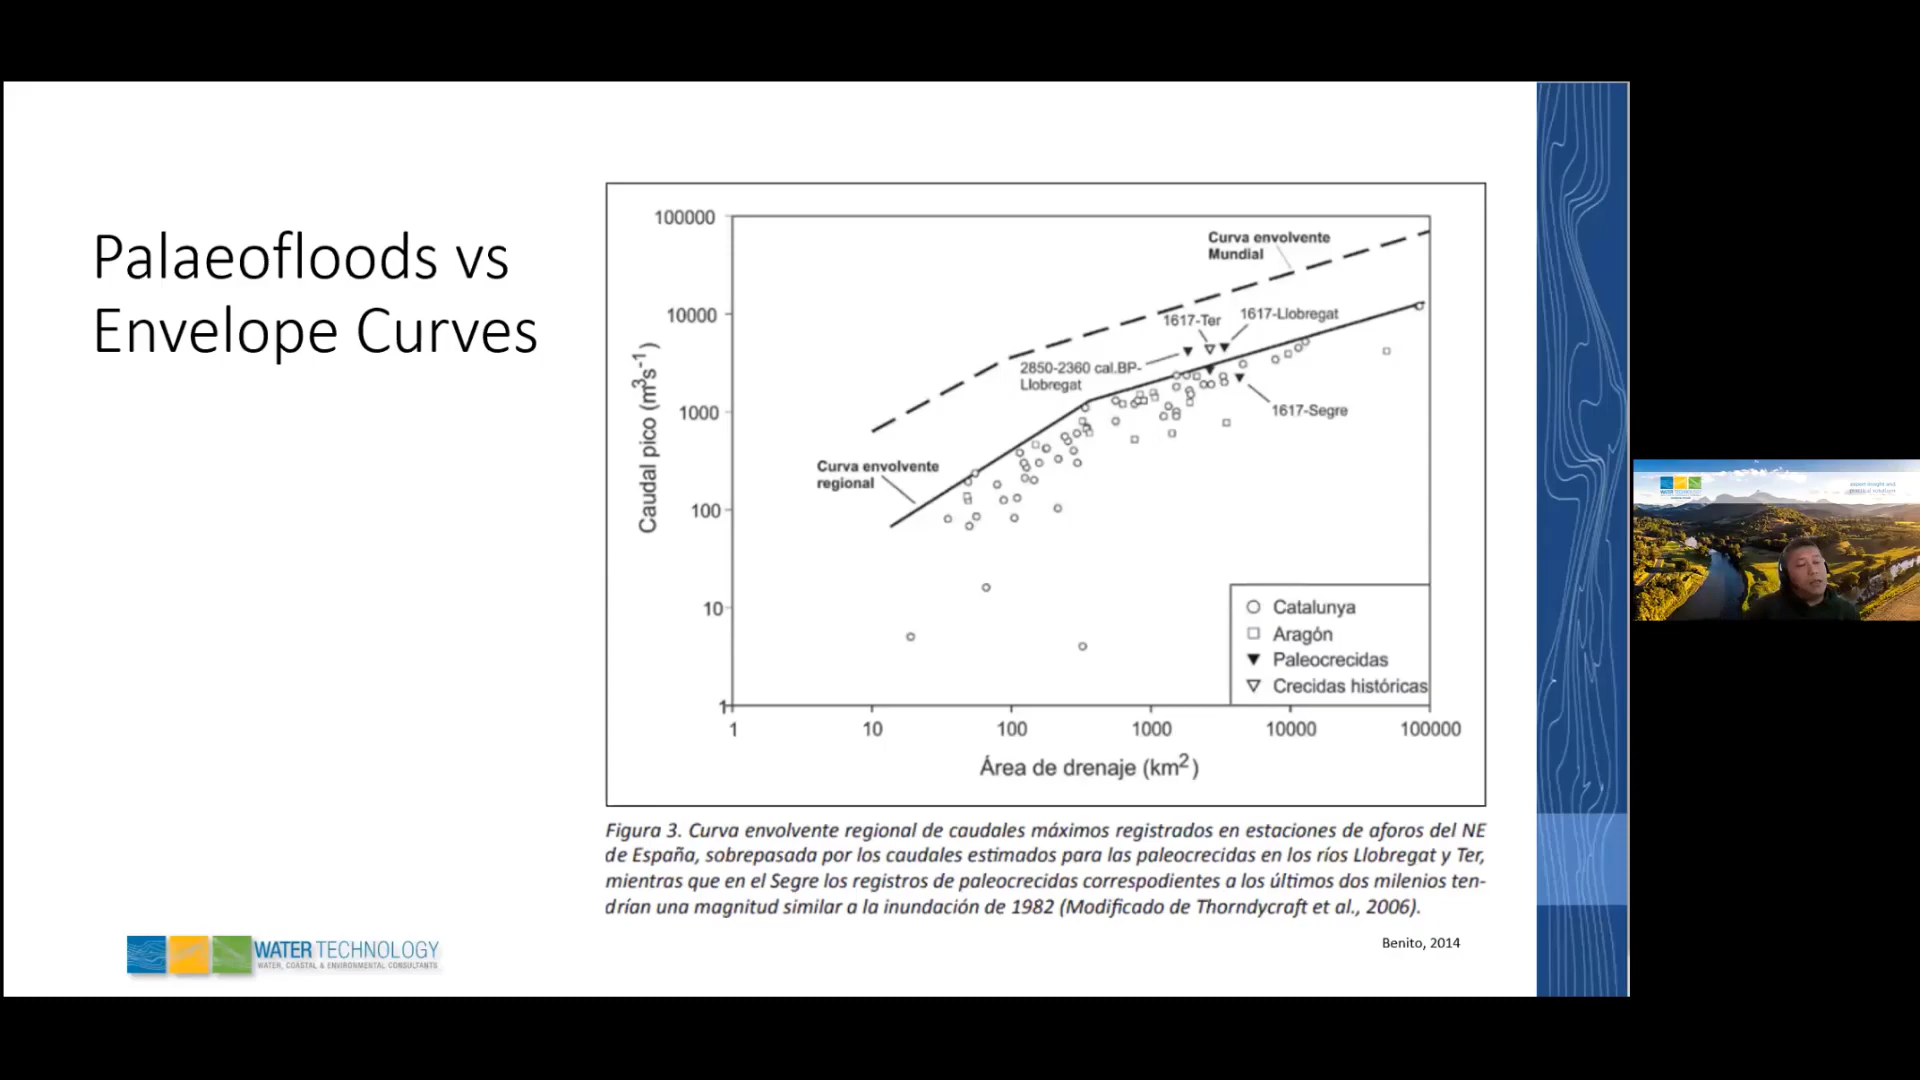 Palaeofloods vs
Envelope Curves
100000
10000
1000
100
10
1
Caudal pico (m³s⁻¹)
Curva envolvente
Mundial
1617-Ter
1617-Llobregat
2850-2360 cal.BP-
Llobregat
1617-Segre
Curva envolvente
regional
Catalunya
Aragón
Paleocrecidas
Crecidas históricas
1 10 100 1000 10000 100000
Área de drenaje (km²)
Figura 3. Curva envolvente regional de caudales máximos registrados en estaciones de aforos del NE
de España, sobrepasada por los caudales estimados para las paleocrecidas en los ríos Llobregat y Ter,
mientras que en el Segre los registros de paleocrecidas correspodientes a los últimos dos milenios ten-
drían una magnitud similar a la inundación de 1982 (Modificado de Thorndycraft et al., 2006).
Benito, 2014
WATER TECHNOLOGY
WATER, COASTAL & ENVIRONMENTAL CONSULTANTS